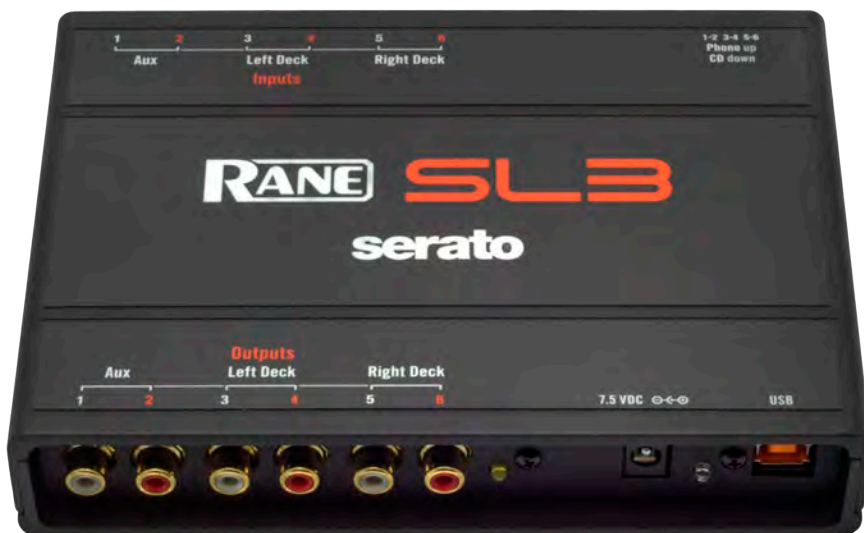 1 2 3 4 5 6
Aux Left Deck Right Deck
Inputs
1-2 3-4 5-6
Phono up
CD down
RANE SL3
serato
Outputs
Aux Left Deck Right Deck
1 2 3 4 5 6
7.5 VDC
USB